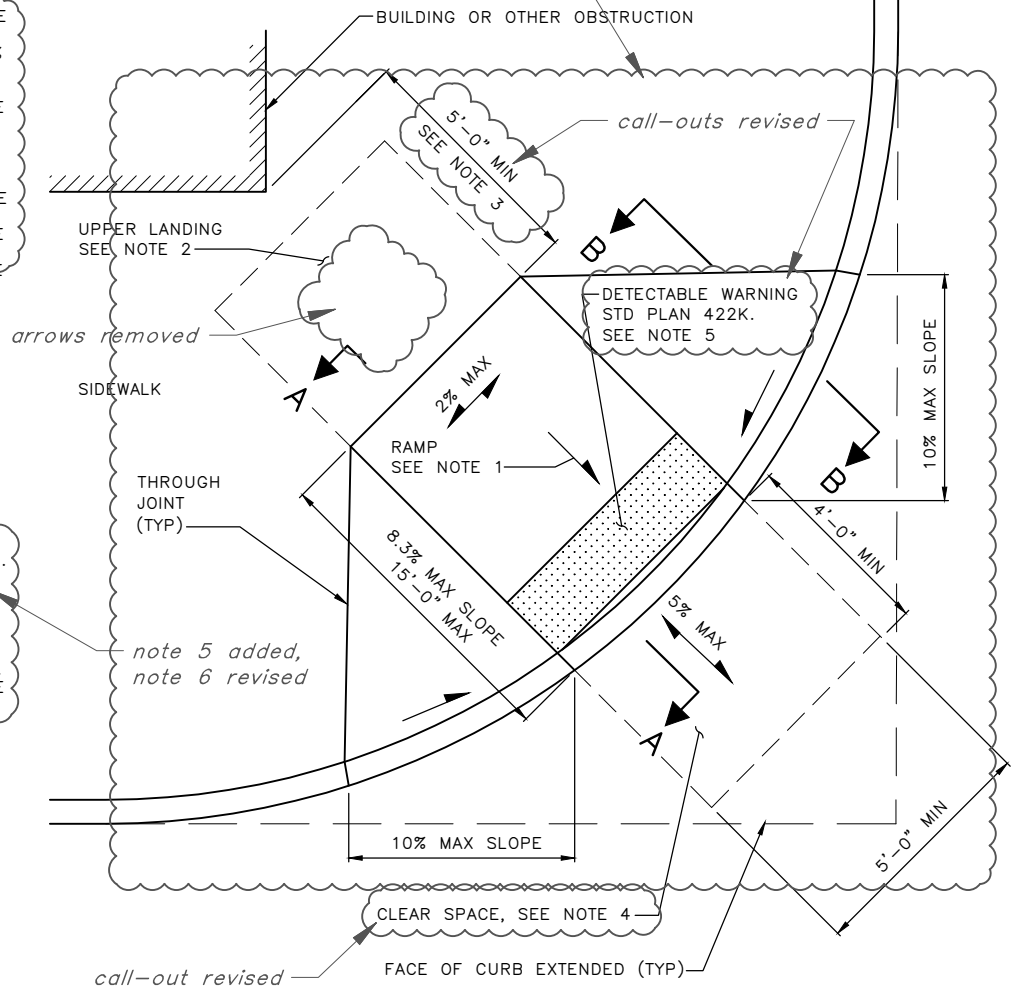 BUILDING OR OTHER OBSTRUCTION
5'-0" MIN
SEE NOTE 3
call-outs revised
UPPER LANDING
SEE NOTE 2
B
DETECTABLE WARNING
STD PLAN 422K.
SEE NOTE 5
arrows removed
SIDEWALK
A
2% MAX
10% MAX SLOPE
RAMP
SEE NOTE 1
THROUGH
JOINT
(TYP)
B
8.3% MAX SLOPE
15'-0" MAX
4'-0" MIN
5% MAX
note 5 added,
note 6 revised
A
10% MAX SLOPE
5'-0" MIN
CLEAR SPACE, SEE NOTE 4
call-out revised
FACE OF CURB EXTENDED (TYP)